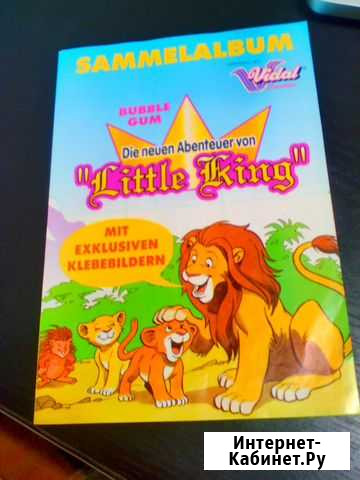 SAMMELALBUM
Vidal
BUBBLE
GUM
Die neuen Abenteuer von
"Little King"
MIT
EXKLUSIVEN
KLEBEBILDERN
Интернет-
Кабинет.Ру